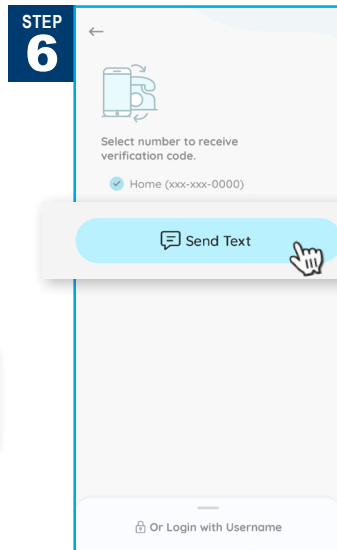 STEP
6
Select number to receive
verification code.
Home (xxx-xxx-0000)
Send Text
Or Login with Username